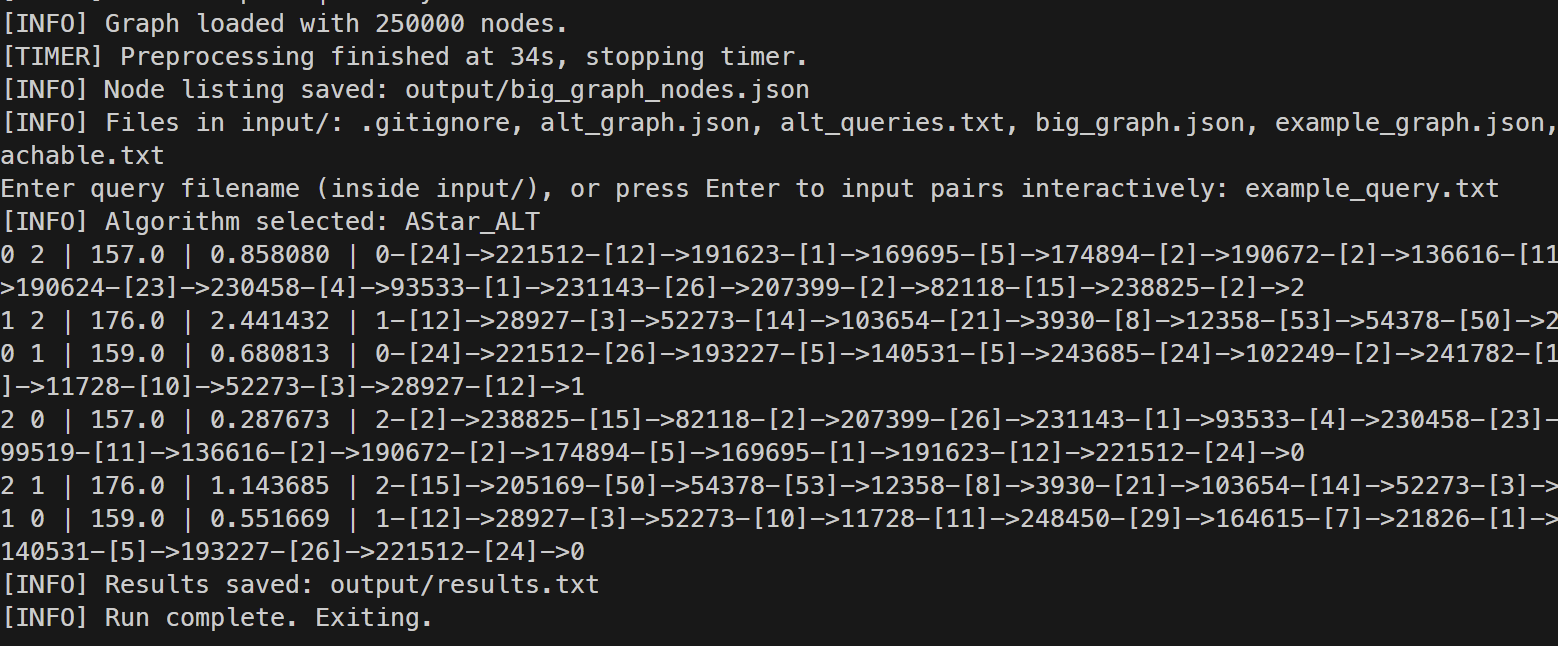 [INFO] Graph loaded with 250000 nodes.
[TIMER] Preprocessing finished at 34s, stopping timer.
[INFO] Node listing saved: output/big_graph_nodes.json
[INFO] Files in input/: .gitignore, alt_graph.json, alt_queries.txt, big_graph.json, example_graph.json,
achable.txt
Enter query filename (inside input/), or press Enter to input pairs interactively: example_query.txt
[INFO] Algorithm selected: AStar_ALT
0 2 | 157.0 | 0.858080 | 0-[24]->221512-[12]->191623-[1]->169695-[5]->174894-[2]->190672-[2]->136616-[11
>190624-[23]->230458-[4]->93533-[1]->231143-[26]->207399-[2]->82118-[15]->238825-[2]->2
1 2 | 176.0 | 2.441432 | 1-[12]->28927-[3]->52273-[14]->103654-[21]->3930-[8]->12358-[53]->54378-[50]->2
0 1 | 159.0 | 0.680813 | 0-[24]->221512-[26]->193227-[5]->140531-[5]->243685-[24]->102249-[2]->241782-[1
]->11728-[10]->52273-[3]->28927-[12]->1
2 0 | 157.0 | 0.287673 | 2-[2]->238825-[15]->82118-[2]->207399-[26]->231143-[1]->93533-[4]->230458-[23]-
99519-[11]->136616-[2]->190672-[2]->174894-[5]->169695-[1]->191623-[12]->221512-[24]->0
2 1 | 176.0 | 1.143685 | 2-[15]->205169-[50]->54378-[53]->12358-[8]->3930-[21]->103654-[14]->52273-[3]->
1 0 | 159.0 | 0.551669 | 1-[12]->28927-[3]->52273-[10]->11728-[11]->248450-[29]->164615-[7]->21826-[1]->
140531-[5]->193227-[26]->221512-[24]->0
[INFO] Results saved: output/results.txt
[INFO] Run complete. Exiting.